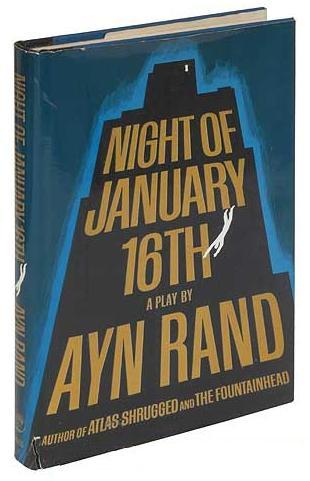 NIGHT OF
JANUARY
16TH
A PLAY BY
AYN RAND
AUTHOR OF ATLAS SHRUGGED AND THE FOUNTAINHEAD
NIGHT OF JANUARY 16TH
AYN RAND